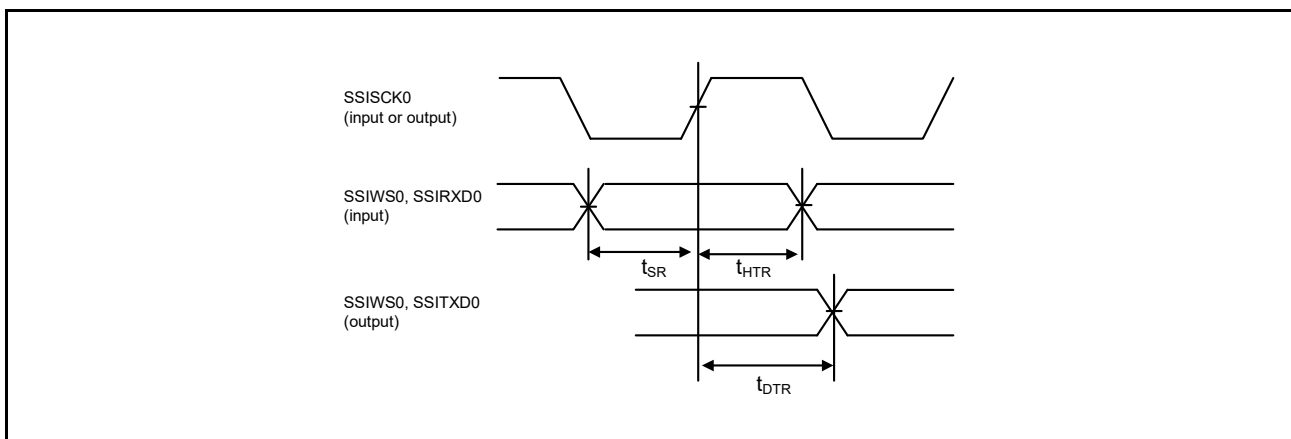 SSISCK0
(input or output)
SSIWS0, SSIRXD0
(input)
tSR
tHTR
SSIWS0, SSITXD0
(output)
tDTR